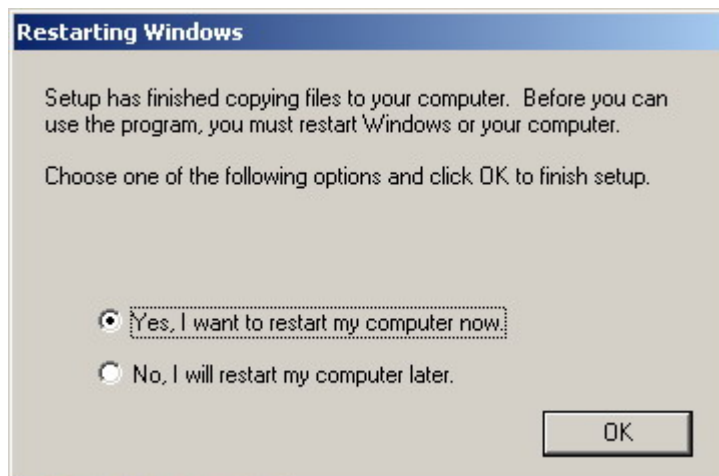 Restarting Windows
Setup has finished copying files to your computer.  Before you can
use the program, you must restart Windows or your computer.
Choose one of the following options and click OK to finish setup.
Yes, I want to restart my computer now.
No, I will restart my computer later.
OK